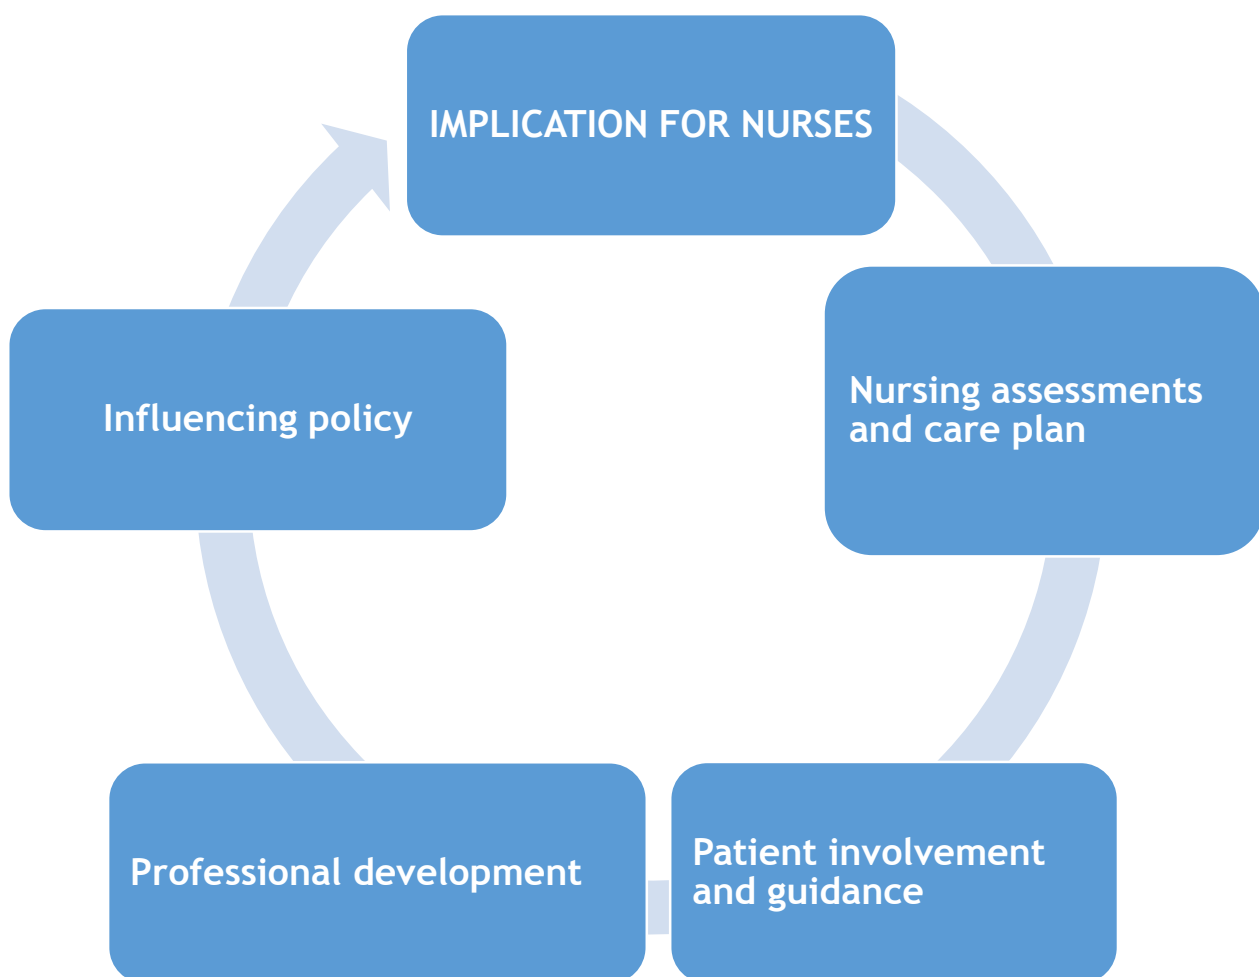 IMPLICATION FOR NURSES
Nursing assessments
and care plan
Patient involvement
and guidance
Professional development
Influencing policy